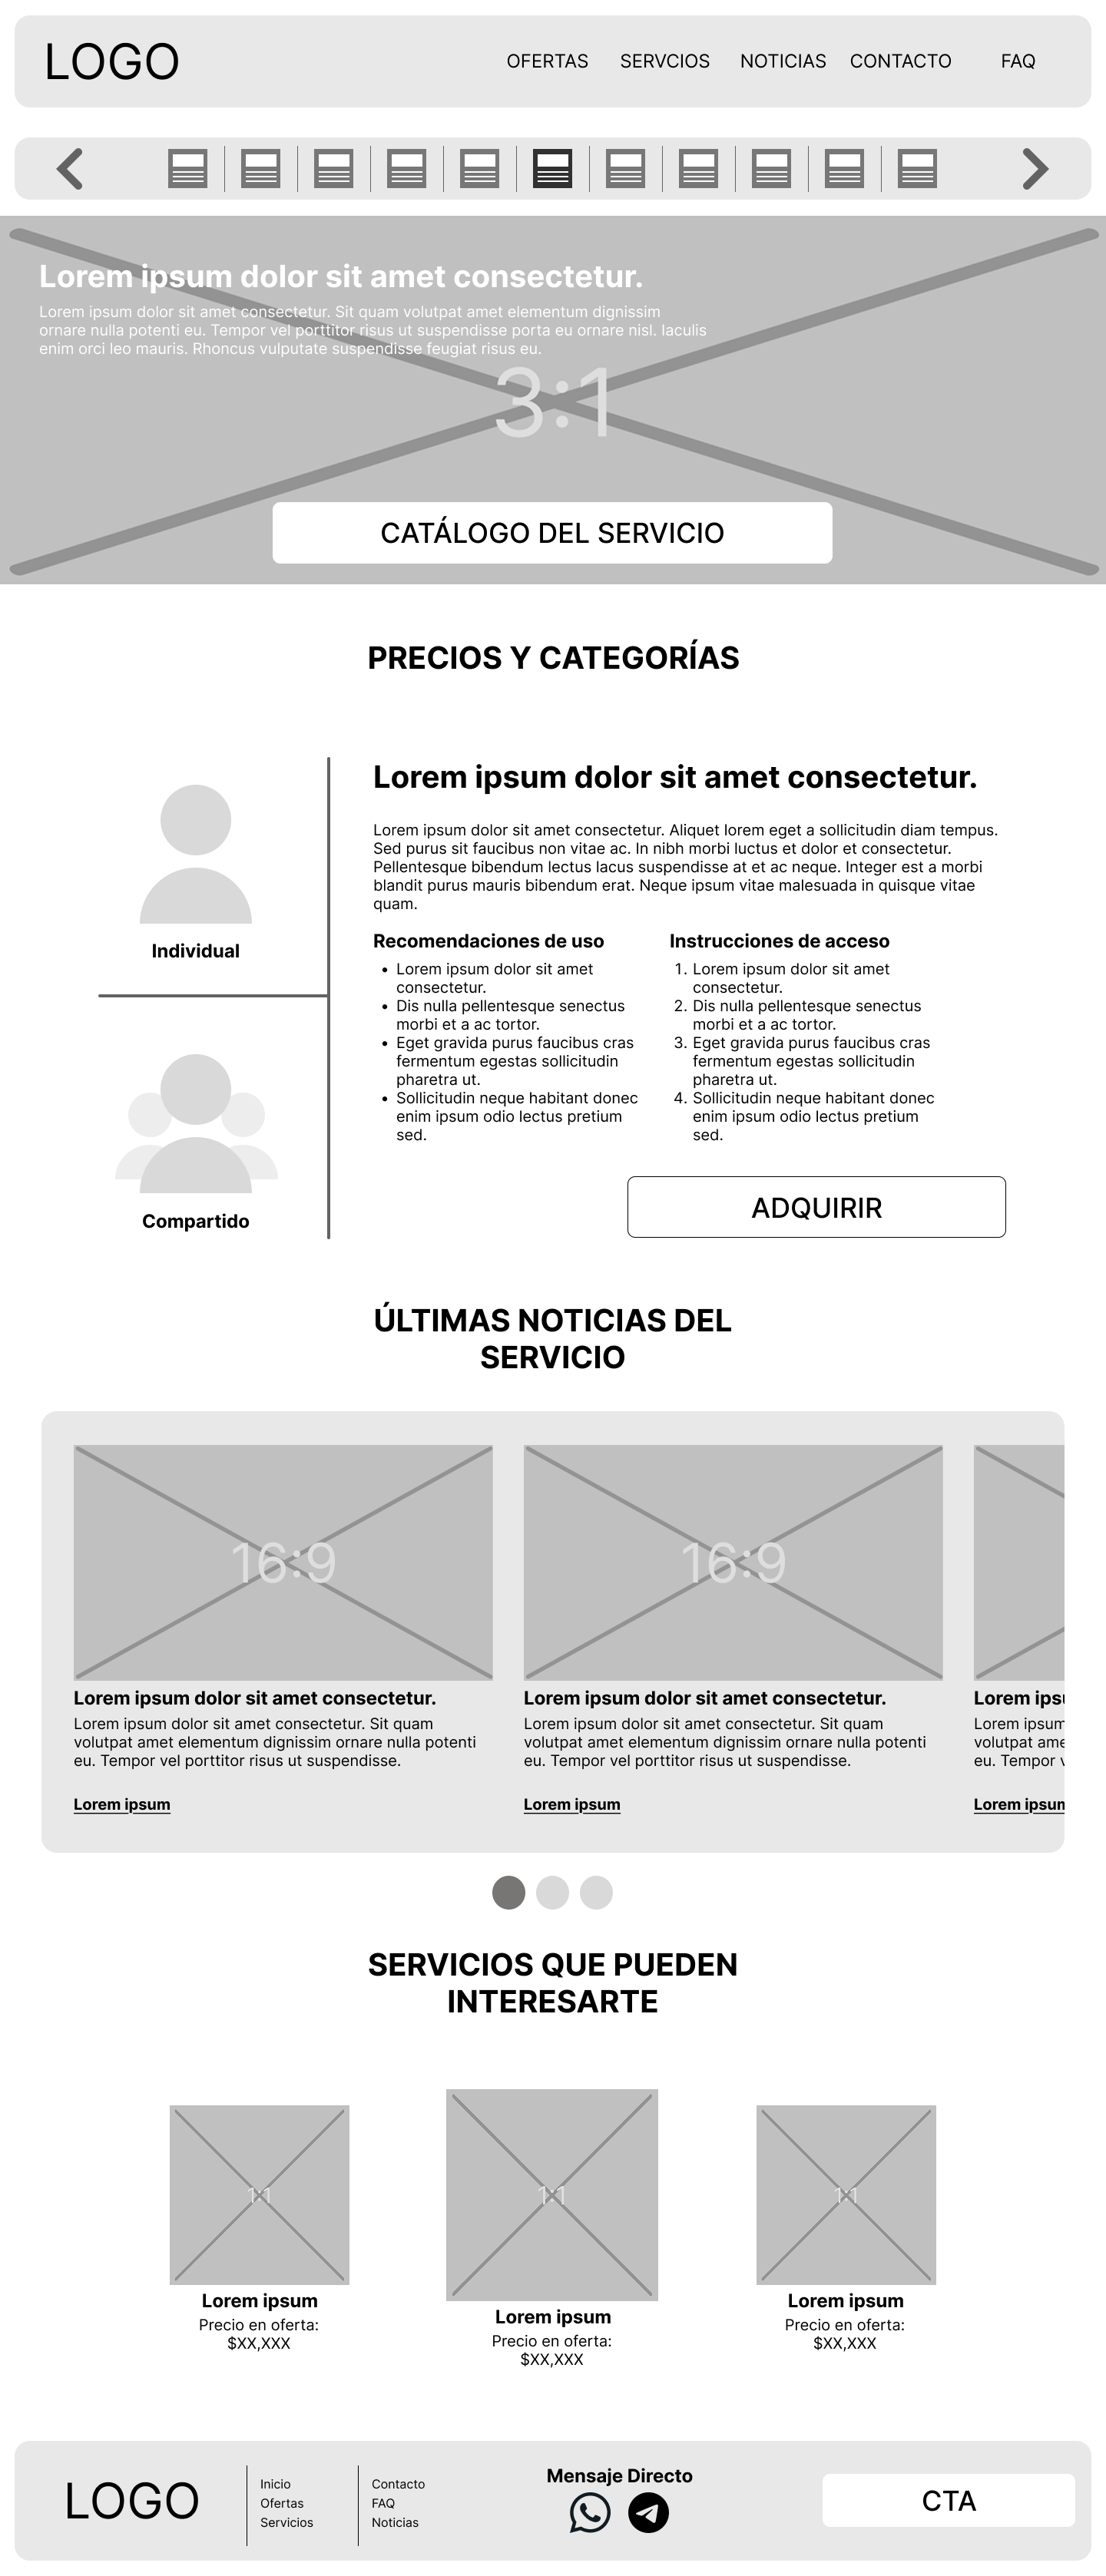 LOGO
OFERTAS SERVCIOS NOTICIAS CONTACTO FAQ
Lorem ipsum dolor sit amet consectetur.
Lorem ipsum dolor sit amet consectetur. Sit quam volutpat amet elementum dignissim
ornare nulla potenti eu. Tempor vel porttitor risus ut suspendisse porta eu ornare nisl. Iaculis
enim orci leo mauris. Rhoncus vulputate suspendisse feugiat risus eu.
3:1
CATÁLOGO DEL SERVICIO
PRECIOS Y CATEGORÍAS
Individual
Compartido
Lorem ipsum dolor sit amet consectetur.
Lorem ipsum dolor sit amet consectetur. Aliquet lorem eget a sollicitudin diam tempus.
Sed purus sit faucibus non vitae ac. In nibh morbi luctus et dolor et consectetur.
Pellentesque bibendum lectus lacus suspendisse at et ac neque. Integer est a morbi
blandit purus mauris bibendum erat. Neque ipsum vitae malesuada in quisque vitae
quam.
Recomendaciones de uso
• Lorem ipsum dolor sit amet
consectetur.
• Dis nulla pellentesque senectus
morbi et a ac tortor.
• Eget gravida purus faucibus cras
fermentum egestas sollicitudin
pharetra ut.
• Sollicitudin neque habitant donec
enim ipsum odio lectus pretium
sed.
Instrucciones de acceso
1. Lorem ipsum dolor sit amet
consectetur.
2. Dis nulla pellentesque senectus
morbi et a ac tortor.
3. Eget gravida purus faucibus cras
fermentum egestas sollicitudin
pharetra ut.
4. Sollicitudin neque habitant donec
enim ipsum odio lectus pretium
sed.
ADQUIRIR
ÚLTIMAS NOTICIAS DEL
SERVICIO
16:9
Lorem ipsum dolor sit amet consectetur.
Lorem ipsum dolor sit amet consectetur. Sit quam
volutpat amet elementum dignissim ornare nulla potenti
eu. Tempor vel porttitor risus ut suspendisse.
Lorem ipsum
16:9
Lorem ipsum dolor sit amet consectetur.
Lorem ipsum dolor sit amet consectetur. Sit quam
volutpat amet elementum dignissim ornare nulla potenti
eu. Tempor vel porttitor risus ut suspendisse.
Lorem ipsum
Lorem
Lorem ipsum
volutpat
eu. Tempor
Lorem ipsum
SERVICIOS QUE PUEDEN
INTERESARTE
1:1
Lorem ipsum
Precio en oferta:
$XX,XXX
1:1
Lorem ipsum
Precio en oferta:
$XX,XXX
1:1
Lorem ipsum
Precio en oferta:
$XX,XXX
LOGO
Inicio
Ofertas
Servicios
Contacto
FAQ
Noticias
Mensaje Directo
CTA